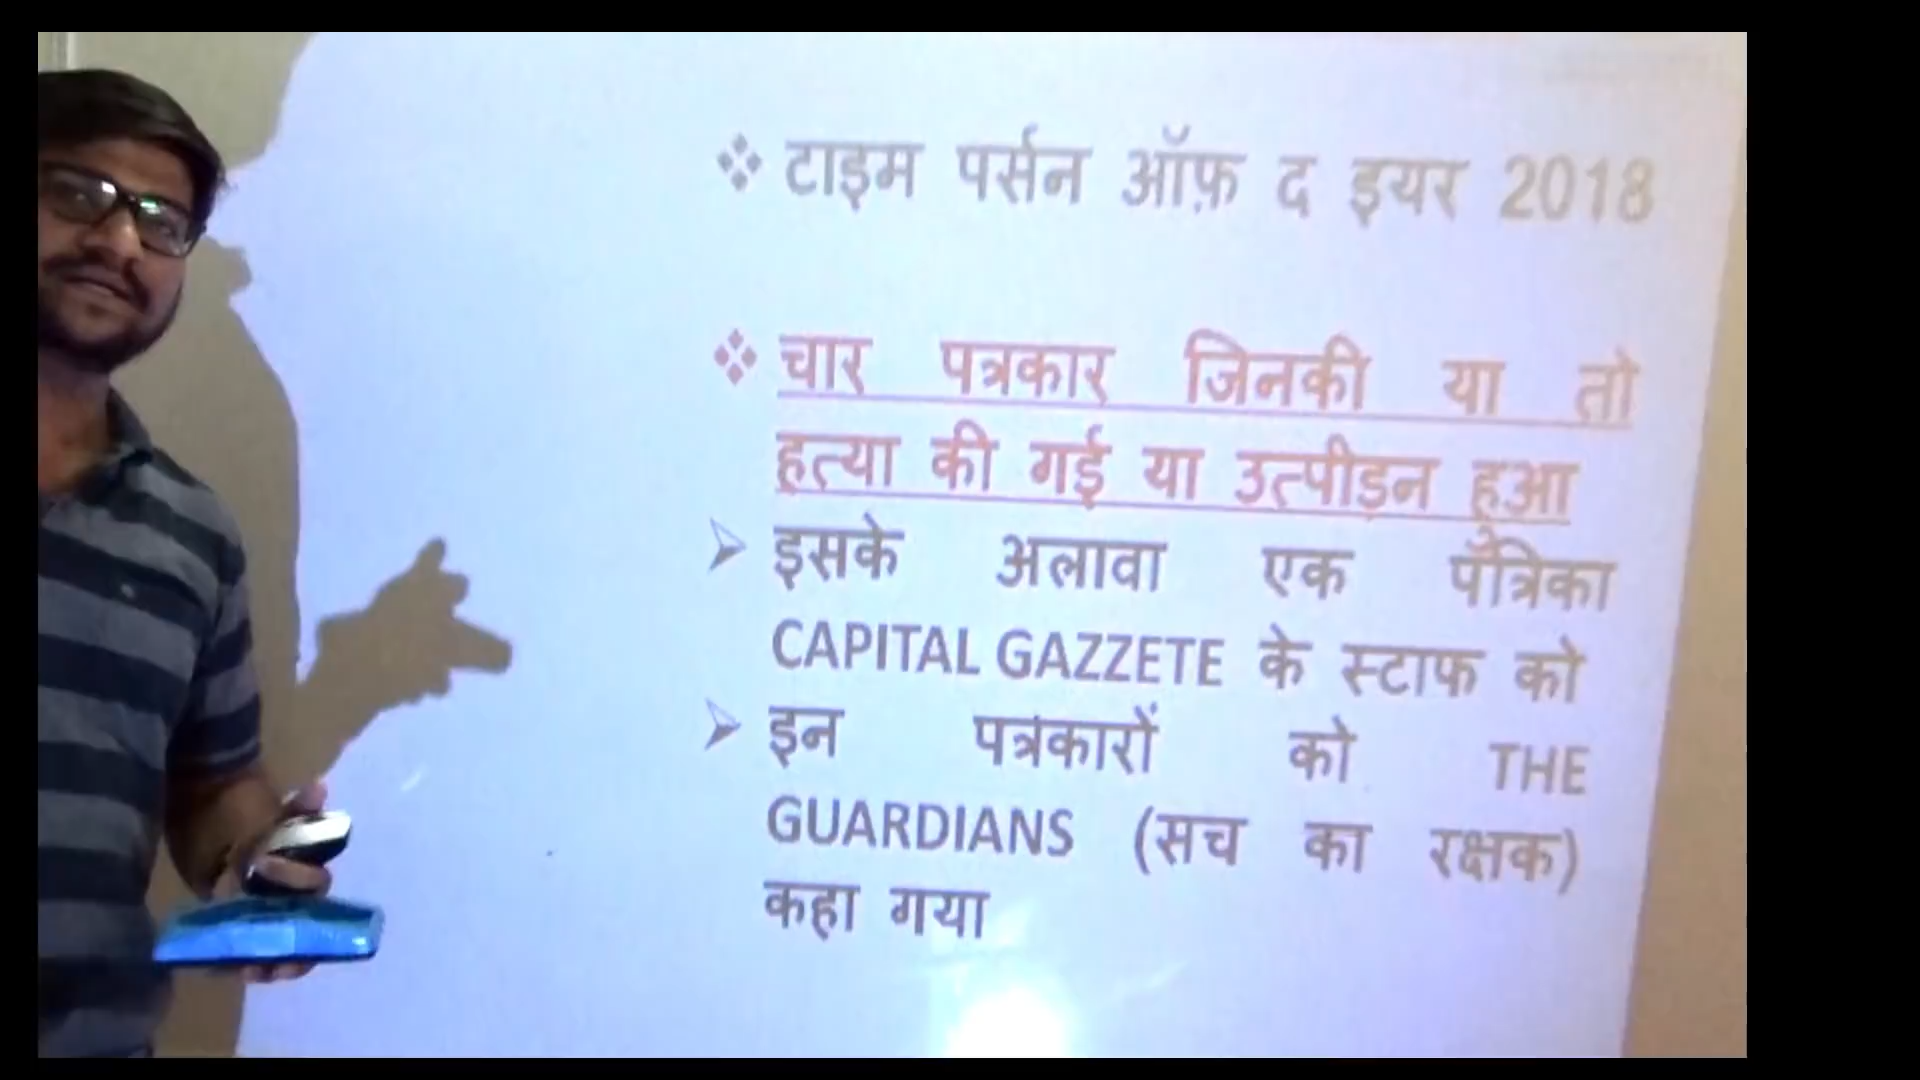 ❖ टाइम पर्सन ऑफ़ द इयर 2018
❖ चार पत्रकार जिनकी या तो
हत्या की गई या उत्पीड़न हुआ
➢ इसके अलावा एक पत्रिका
CAPITAL GAZZETE के स्टाफ को
➢ इन पत्रकारों को THE
GUARDIANS (सच का रक्षक)
कहा गया